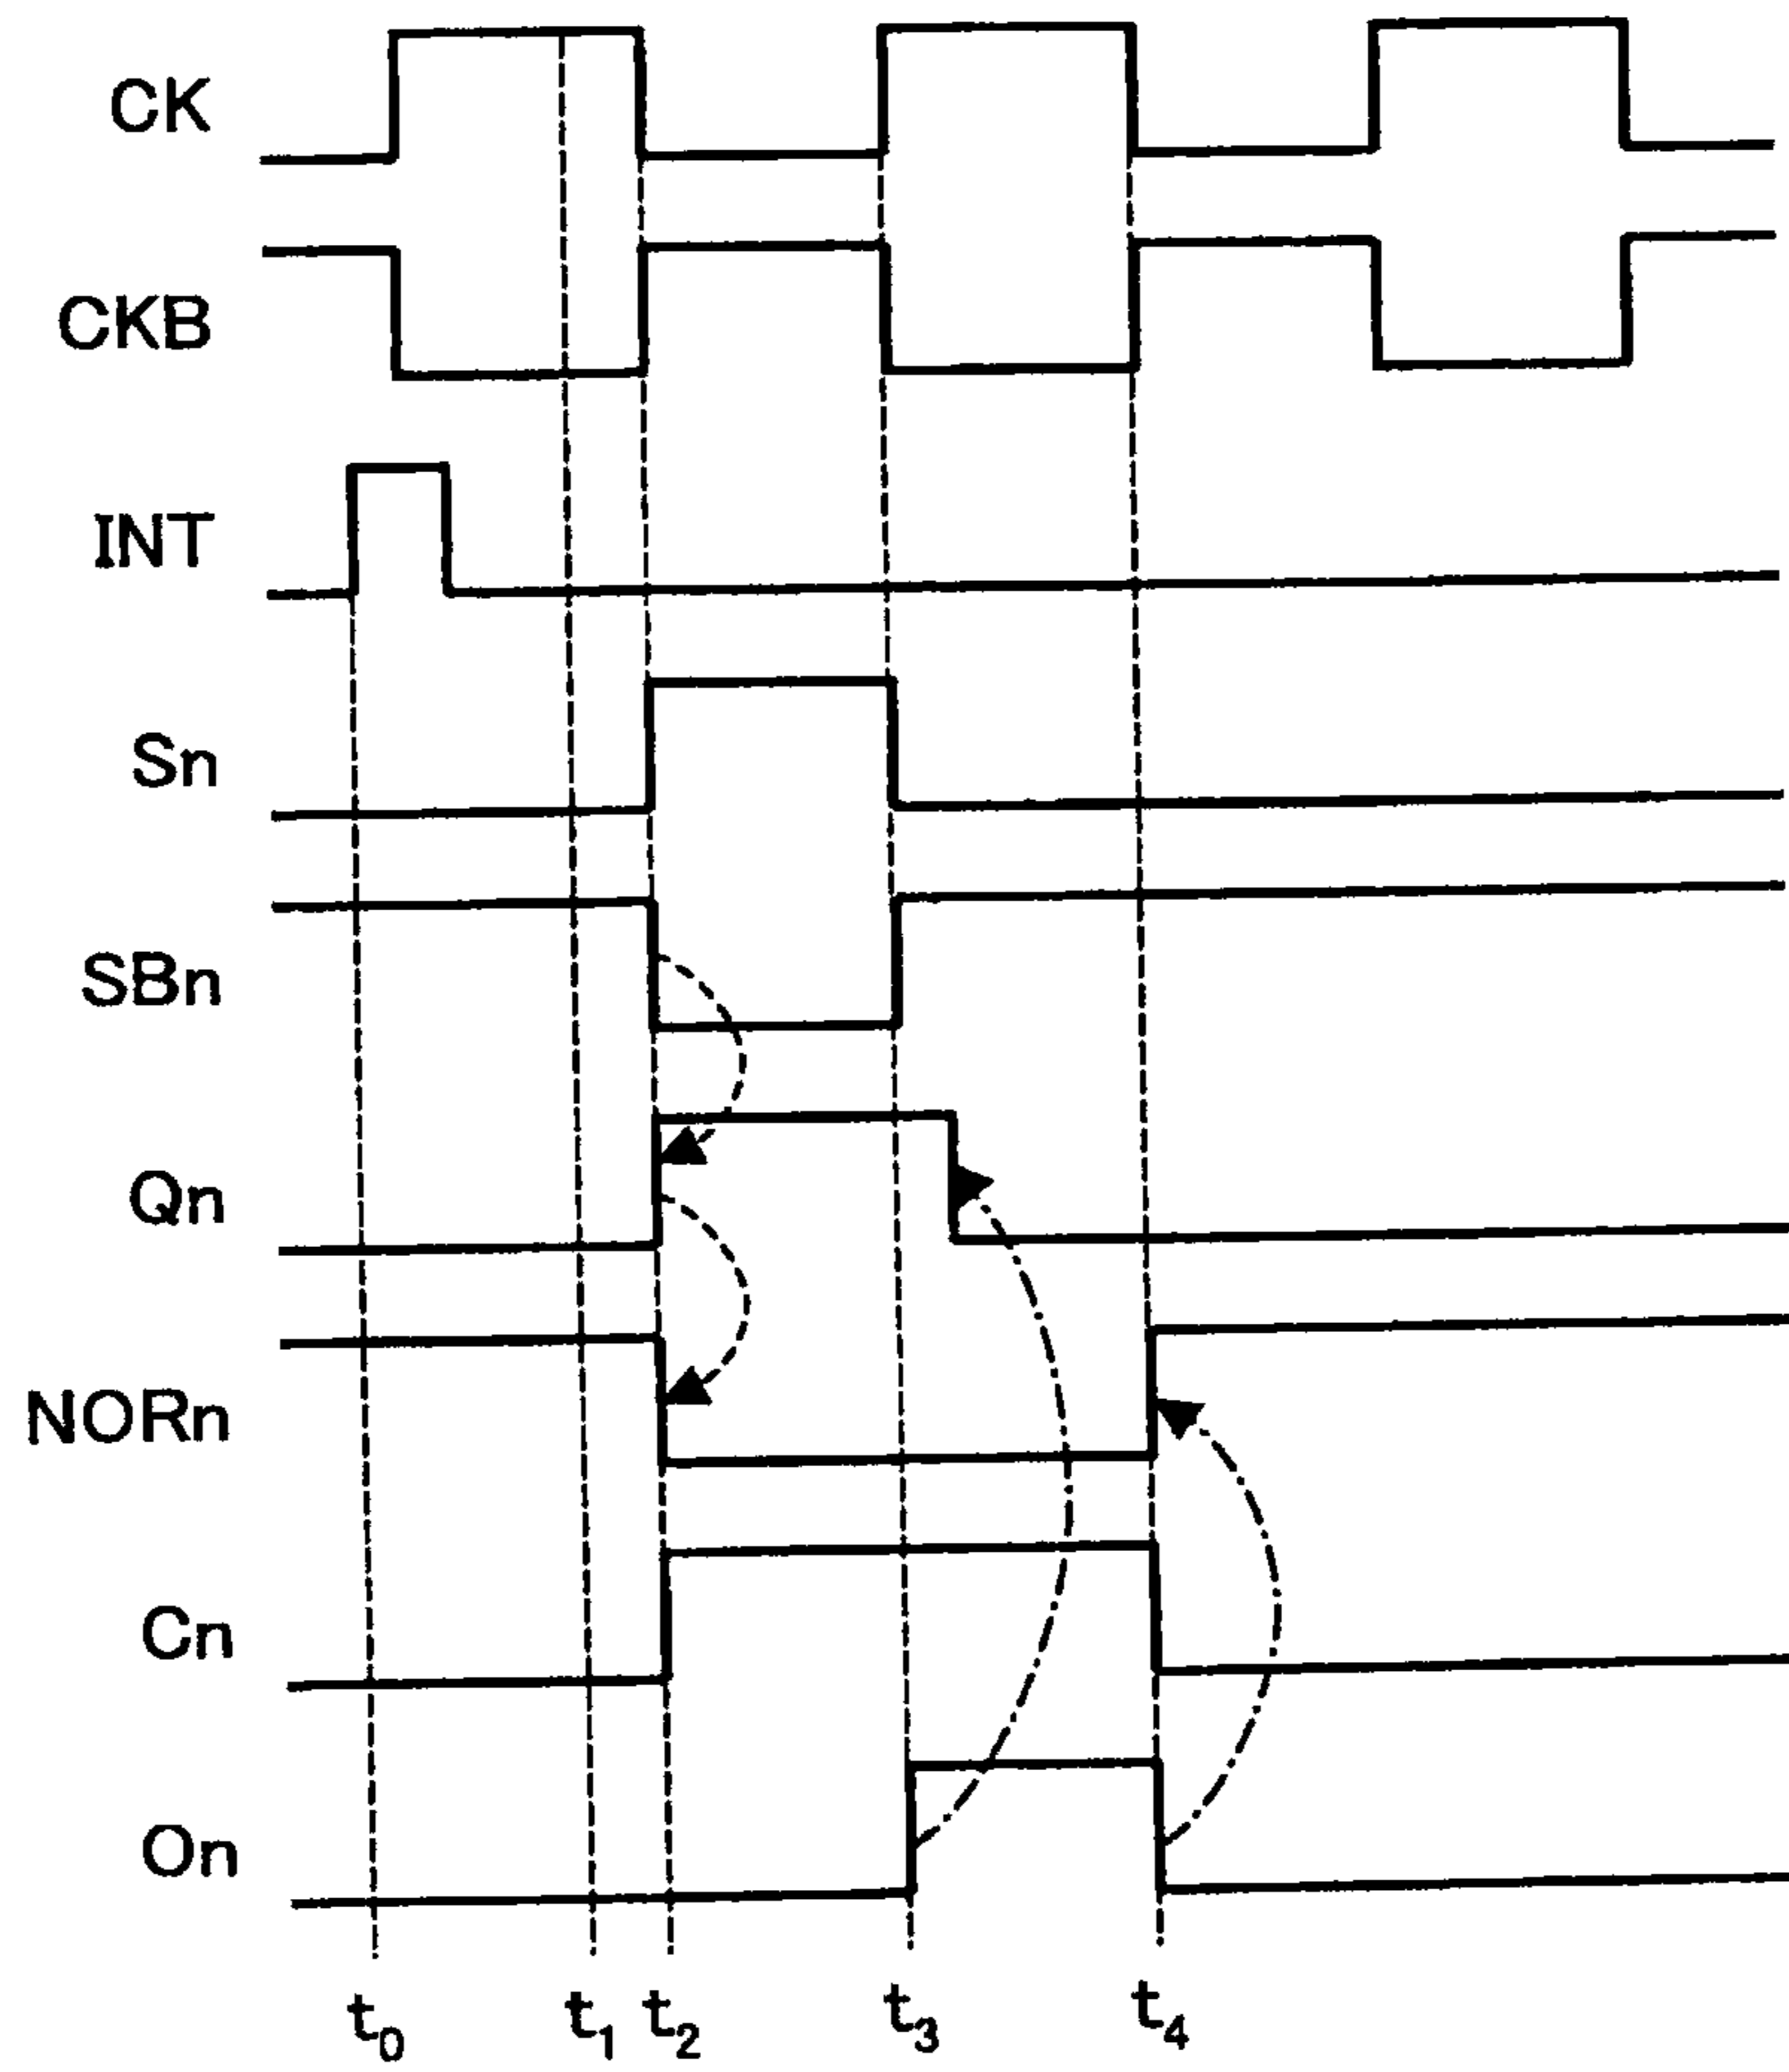 CK
CKB
INT
Sn
SBn
Qn
NORn
Cn
On
t₀ t₁ t₂ t₃ t₄